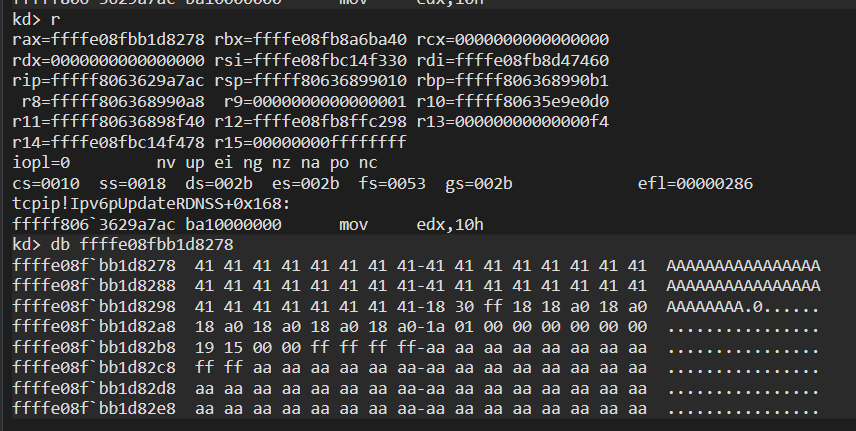 kd> r
rax=ffffe08fbb1d8278 rbx=ffffe08fb8a6ba40 rcx=0000000000000000
rdx=0000000000000000 rsi=ffffe08fbc14f330 rdi=ffffe08fb8d47460
rip=fffff8063629a7ac rsp=fffff80636899010 rbp=fffff806368990b1
 r8=fffff806368990a8  r9=0000000000000001 r10=fffff80635e9e0d0
r11=fffff80636898f40 r12=ffffe08fb8ffc298 r13=00000000000000f4
r14=ffffe08fbc14f478 r15=00000000ffffffff
iopl=0         nv up ei ng nz na po nc
cs=0010  ss=0018  ds=002b  es=002b  fs=0053  gs=002b             efl=00000286
tcpip!Ipv6pUpdateRDNSS+0x168:
fffff806`3629a7ac ba10000000      mov     edx,10h
kd> db ffffe08fbb1d8278
ffffe08f`bb1d8278  41 41 41 41 41 41 41 41-41 41 41 41 41 41 41 41  AAAAAAAAAAAAAAAA
ffffe08f`bb1d8288  41 41 41 41 41 41 41 41-41 41 41 41 41 41 41 41  AAAAAAAAAAAAAAAA
ffffe08f`bb1d8298  41 41 41 41 41 41 41 41-18 30 ff 18 18 a0 18 a0  AAAAAAAA.0......
ffffe08f`bb1d82a8  18 a0 18 a0 18 a0 18 a0-1a 01 00 00 00 00 00 00  ................
ffffe08f`bb1d82b8  19 15 00 00 ff ff ff ff-aa aa aa aa aa aa aa aa  ................
ffffe08f`bb1d82c8  ff ff aa aa aa aa aa aa-aa aa aa aa aa aa aa aa  ................
ffffe08f`bb1d82d8  aa aa aa aa aa aa aa aa-aa aa aa aa aa aa aa aa  ................
ffffe08f`bb1d82e8  aa aa aa aa aa aa aa aa-aa aa aa aa aa aa aa aa  ................